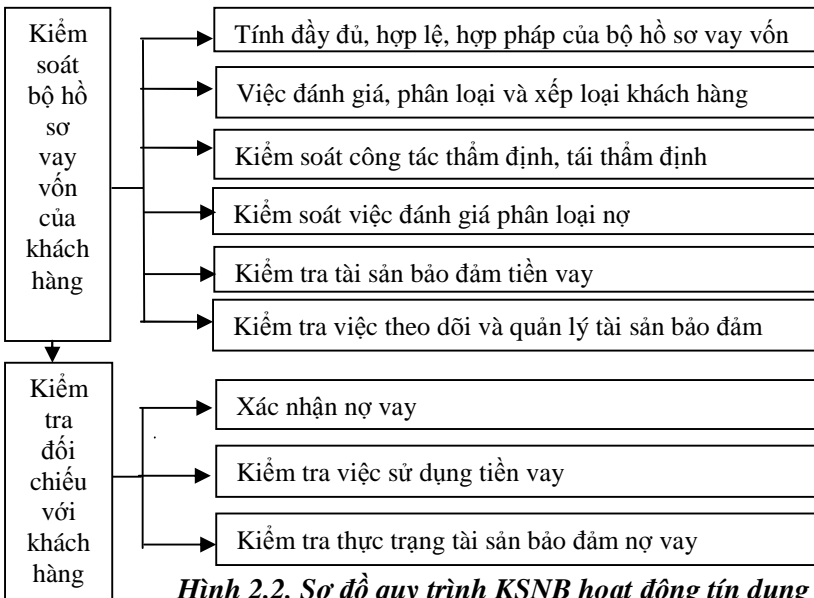 Kiểm
soát
bộ hồ
sơ
vay
vốn
của
khách
hàng
Tính đầy đủ, hợp lệ, hợp pháp của bộ hồ sơ vay vốn
Việc đánh giá, phân loại và xếp loại khách hàng
Kiểm soát công tác thẩm định, tái thẩm định
Kiểm soát việc đánh giá phân loại nợ
Kiểm tra tài sản bảo đảm tiền vay
Kiểm tra việc theo dõi và quản lý tài sản bảo đảm
Kiểm
tra
đối
chiếu
với
khách
hàng
Xác nhận nợ vay
Kiểm tra việc sử dụng tiền vay
Kiểm tra thực trạng tài sản bảo đảm nợ vay
Hình 2.2. Sơ đồ quy trình KSNB hoạt động tín dụng